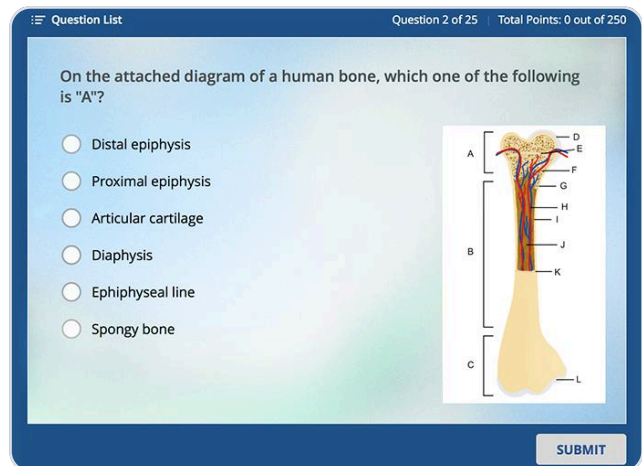 Question List
Question 2 of 25 | Total Points: 0 out of 250
On the attached diagram of a human bone, which one of the following
is "A"?
Distal epiphysis
Proximal epiphysis
Articular cartilage
Diaphysis
Ephiphyseal line
Spongy bone
A
B
C
D
E
F
G
H
I
J
K
L
SUBMIT